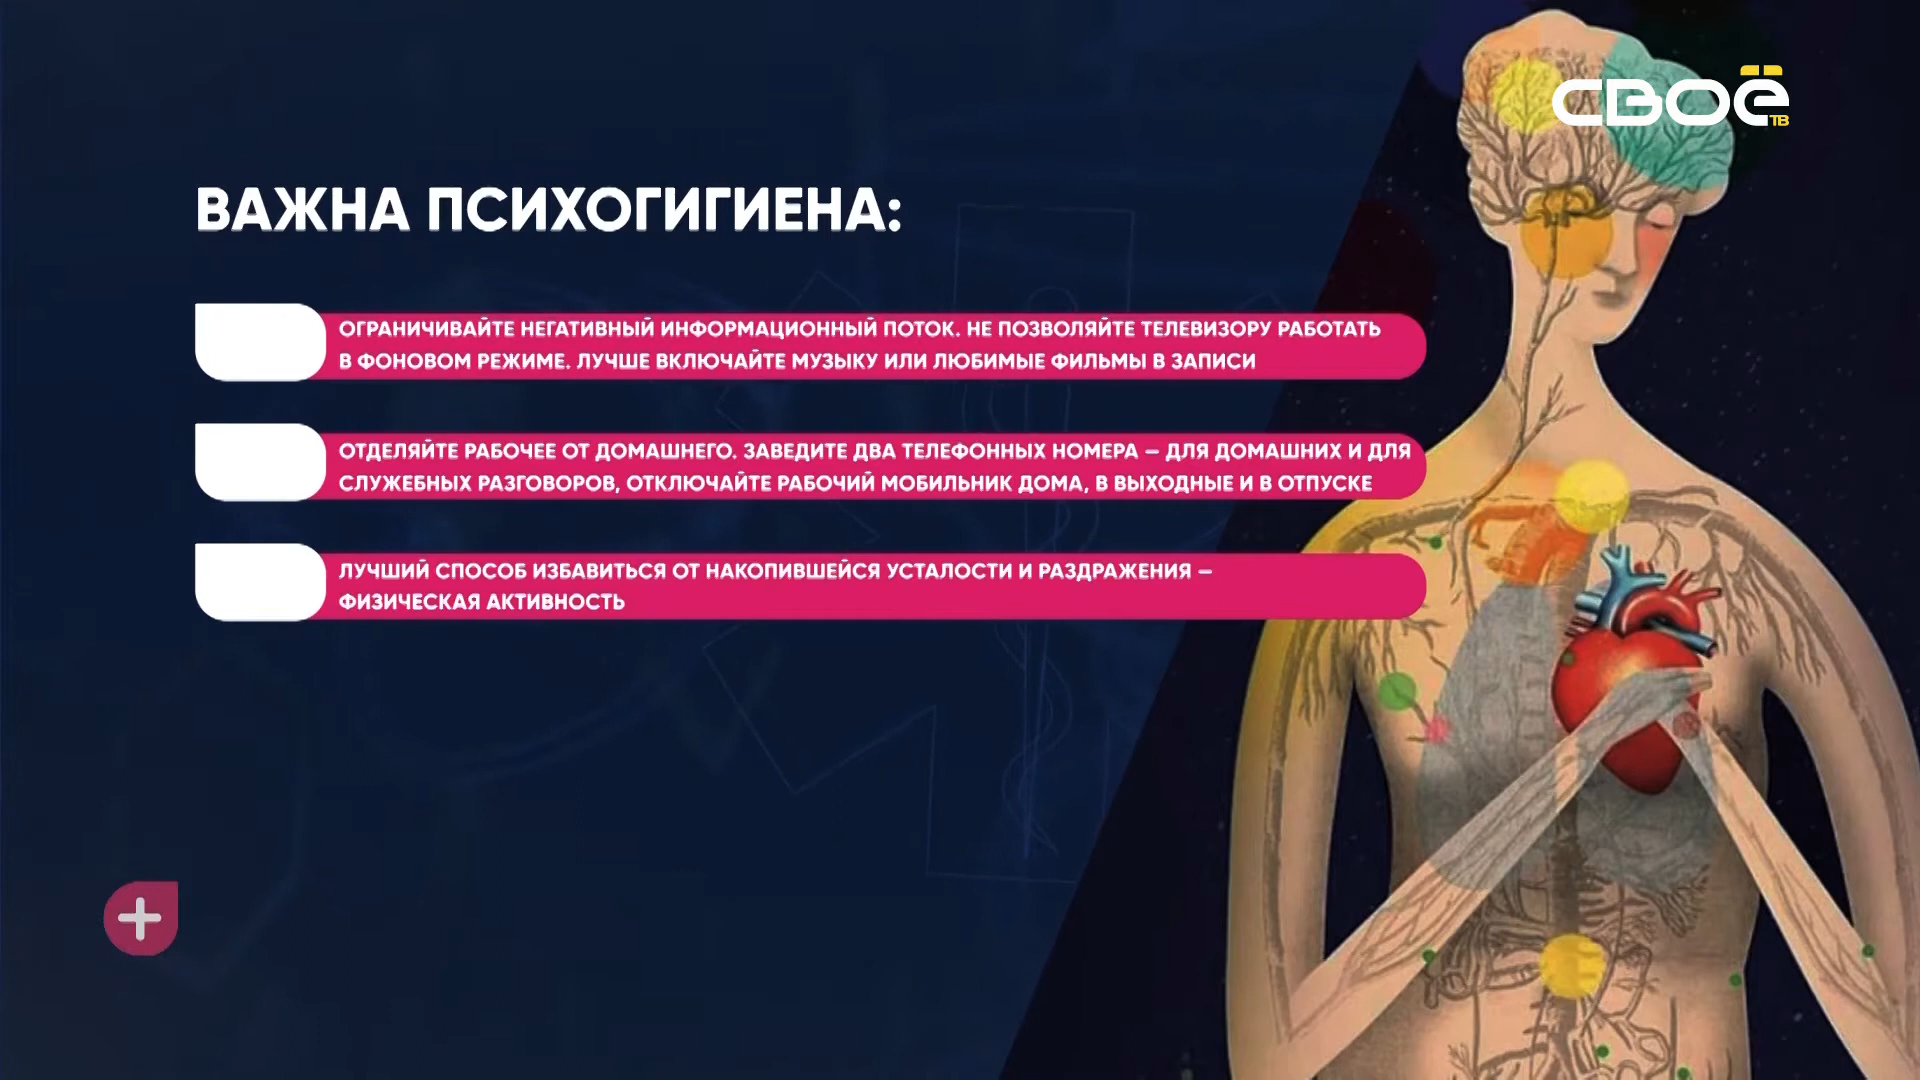 СВОЁ
ТВ
ВАЖНА ПСИХОГИГИЕНА:
ОГРАНИЧИВАЙТЕ НЕГАТИВНЫЙ ИНФОРМАЦИОННЫЙ ПОТОК. НЕ ПОЗВОЛЯЙТЕ ТЕЛЕВИЗОРУ РАБОТАТЬ
В ФОНОВОМ РЕЖИМЕ. ЛУЧШЕ ВКЛЮЧАЙТЕ МУЗЫКУ ИЛИ ЛЮБИМЫЕ ФИЛЬМЫ В ЗАПИСИ
ОТДЕЛЯЙТЕ РАБОЧЕЕ ОТ ДОМАШНЕГО. ЗАВЕДИТЕ ДВА ТЕЛЕФОННЫХ НОМЕРА — ДЛЯ ДОМАШНИХ И ДЛЯ
СЛУЖЕБНЫХ РАЗГОВОРОВ, ОТКЛЮЧАЙТЕ РАБОЧИЙ МОБИЛЬНИК ДОМА, В ВЫХОДНЫЕ И В ОТПУСКЕ
ЛУЧШИЙ СПОСОБ ИЗБАВИТЬСЯ ОТ НАКОПИВШЕЙСЯ УСТАЛОСТИ И РАЗДРАЖЕНИЯ —
ФИЗИЧЕСКАЯ АКТИВНОСТЬ